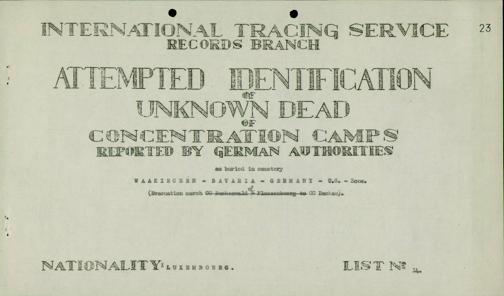 INTERNATIONAL TRACING SERVICE
23
RECORDS BRANCH
ATTEMPTED IDENTIFICATION
OF
UNKNOWN DEAD
OF
CONCENTRATION CAMPS
REPORTED BY GERMAN AUTHORITIES
as buried in cemetery
WAAKIRCHEN - BAVARIA - GERMANY - U.S. - Zone.
(Evacuation march CC Buchenwald - Flossenbuerg to of CC Dachau).
NATIONALITY: LUXEMBOURG.
LIST Nº 4.